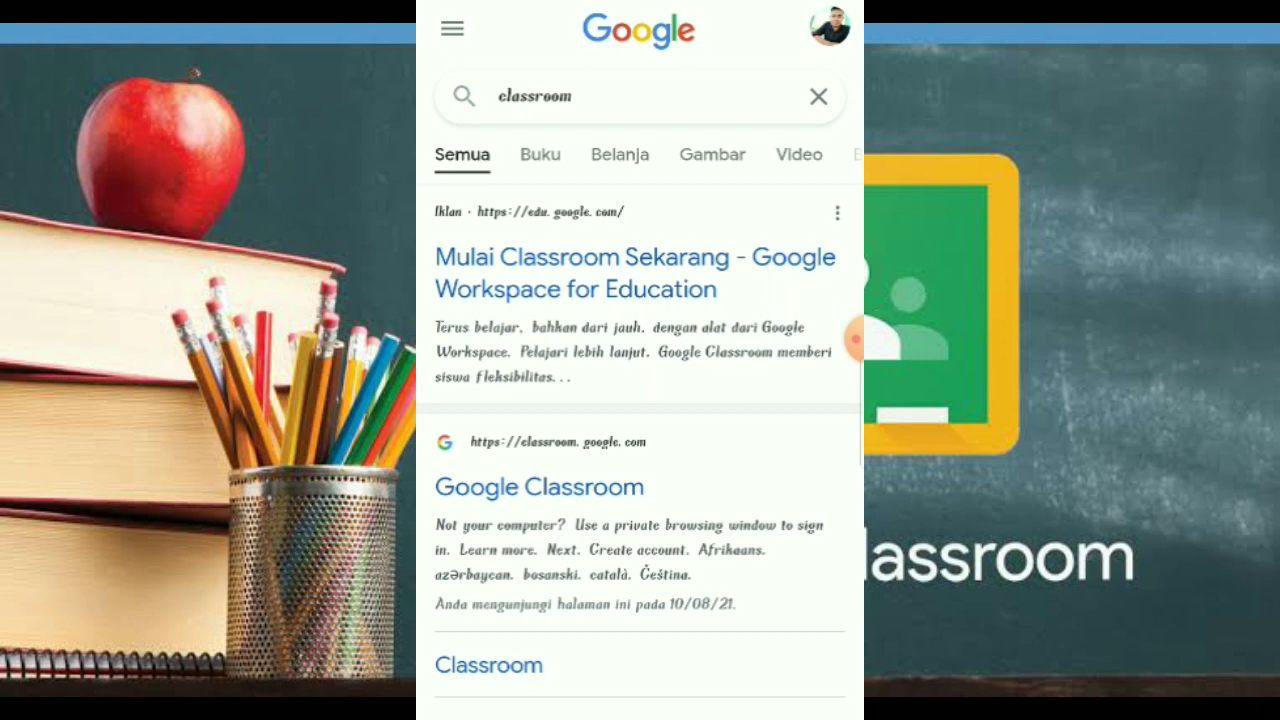 Google
classroom
Semua Buku Belanja Gambar Video
Iklan · https://edu.google.com/
Mulai Classroom Sekarang - Google
Workspace for Education
Terus belajar, bahkan dari jauh, dengan alat dari Google
Workspace. Pelajari lebih lanjut. Google Classroom memberi
siswa fleksibilitas...
https://classroom.google.com
Google Classroom
Not your computer? Use a private browsing window to sign
in. Learn more. Next. Create account. Afrikaans.
azərbaycan. bosanski. català. Čeština.
Anda mengunjungi halaman ini pada 10/08/21.
Classroom
lassroom